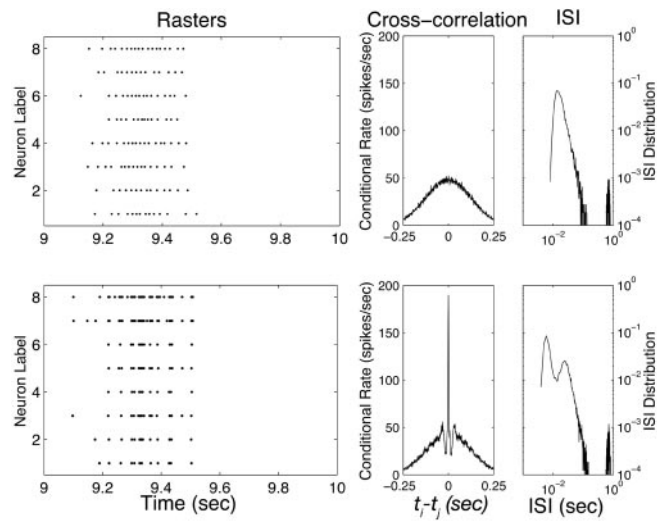 Rasters
Cross-correlation
ISI
Neuron Label
8
6
4
2
9 9.2 9.4 9.6 9.8 10
Conditional Rate (spikes/sec)
200
150
100
50
0
-0.25 0 0.25
ISI Distribution
10^0
10^-1
10^-2
10^-3
10^-4
10^-2 10^0
Neuron Label
8
6
4
2
9 9.2 9.4 9.6 9.8 10
Time (sec)
Conditional Rate (spikes/sec)
200
150
100
50
0
-0.25 0 0.25
t_i-t_j (sec)
ISI Distribution
10^0
10^-1
10^-2
10^-3
10^-4
10^-2 10^0
ISI (sec)